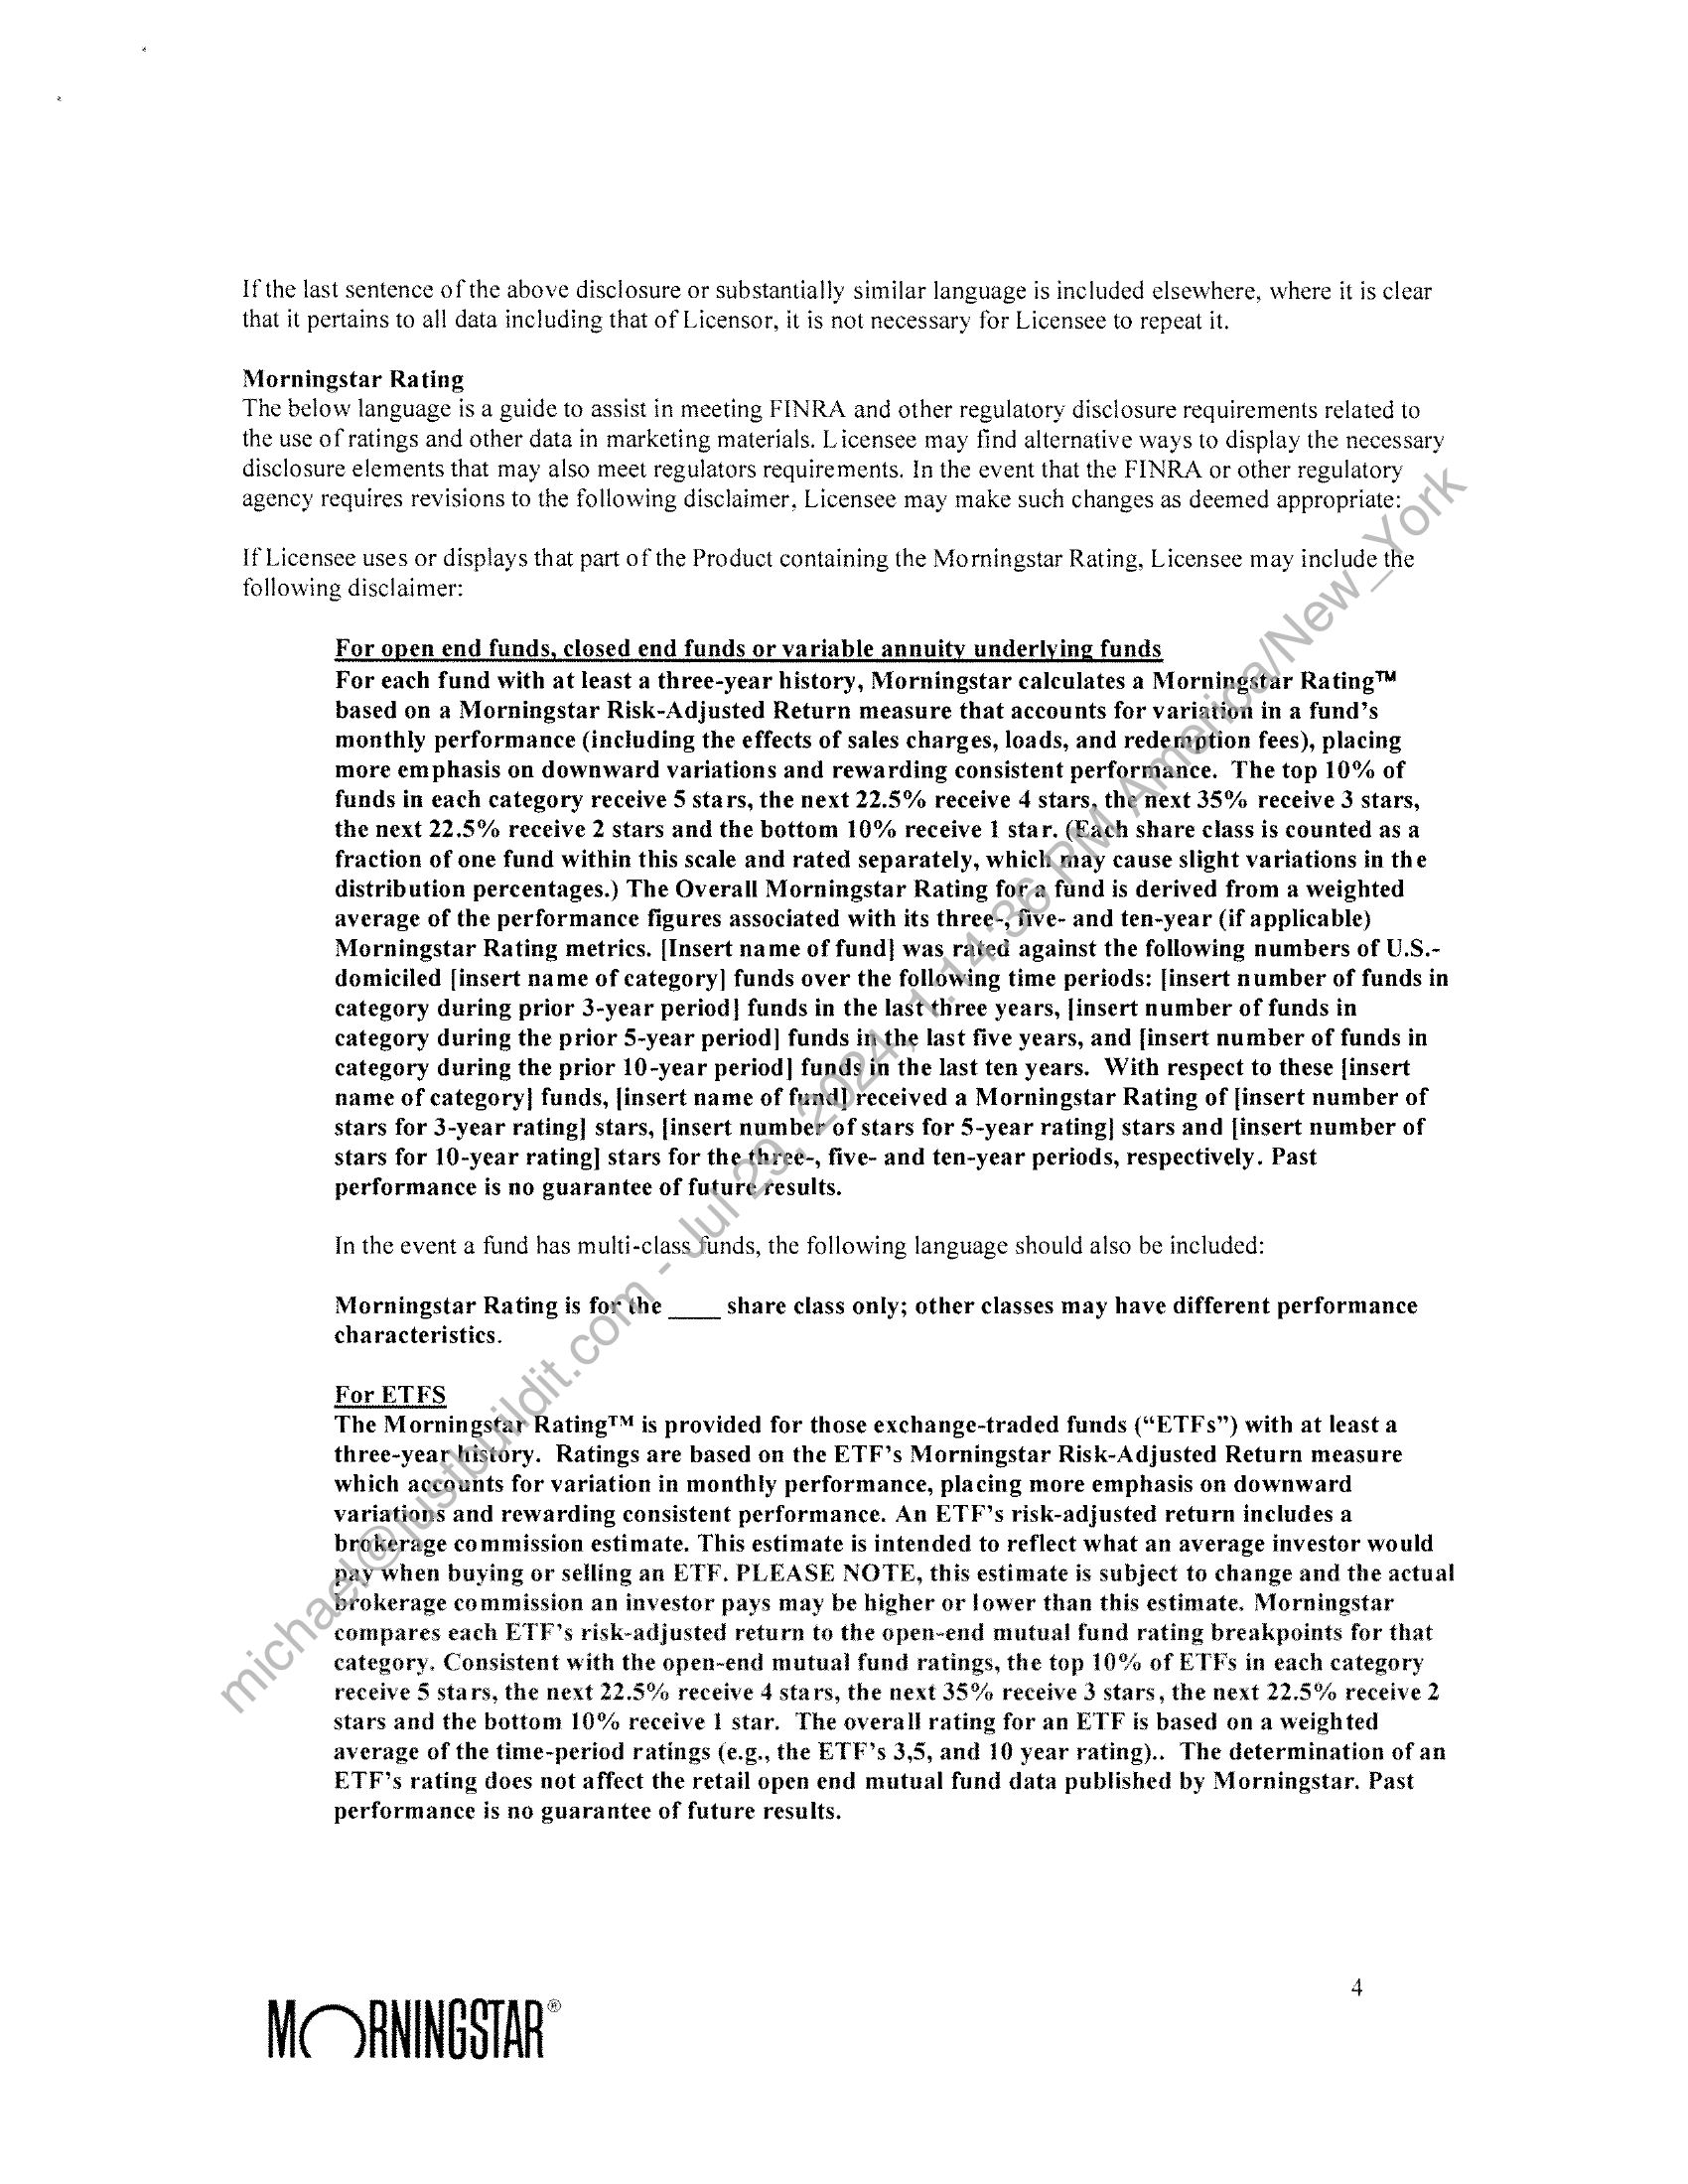 If the last sentence of the above disclosure or substantially similar language is included elsewhere, where it is clear
that it pertains to all data including that of Licensor, it is not necessary for Licensee to repeat it.
Morningstar Rating
The below language is a guide to assist in meeting FINRA and other regulatory disclosure requirements related to
the use of ratings and other data in marketing materials. Licensee may find alternative ways to display the necessary
disclosure elements that may also meet regulators requirements. In the event that the FINRA or other regulatory
agency requires revisions to the following disclaimer, Licensee may make such changes as deemed appropriate:
If Licensee uses or displays that part of the Product containing the Morningstar Rating, Licensee may include the
following disclaimer:
For open end funds, closed end funds or variable annuity underlying funds
For each fund with at least a three-year history, Morningstar calculates a Morningstar Rating™
based on a Morningstar Risk-Adjusted Return measure that accounts for variation in a fund's
monthly performance (including the effects of sales charges, loads, and redemption fees), placing
more emphasis on downward variations and rewarding consistent performance. The top 10% of
funds in each category receive 5 stars, the next 22.5% receive 4 stars, the next 35% receive 3 stars,
the next 22.5% receive 2 stars and the bottom 10% receive 1 star. (Each share class is counted as a
fraction of one fund within this scale and rated separately, which may cause slight variations in the
distribution percentages.) The Overall Morningstar Rating for a fund is derived from a weighted
average of the performance figures associated with its three-, five- and ten-year (if applicable)
Morningstar Rating metrics. [Insert name of fund] was rated against the following numbers of U.S.-
domiciled [insert name of category] funds over the following time periods: [insert number of funds in
category during prior 3-year period] funds in the last three years, [insert number of funds in
category during the prior 5-year period] funds in the last five years, and [insert number of funds in
category during the prior 10-year period] funds in the last ten years. With respect to these [insert
name of category] funds, [insert name of fund] received a Morningstar Rating of [insert number of
stars for 3-year rating] stars, [insert number of stars for 5-year rating] stars and [insert number of
stars for 10-year rating] stars for the three-, five- and ten-year periods, respectively. Past
performance is no guarantee of future results.
In the event a fund has multi-class funds, the following language should also be included:
Morningstar Rating is for the ____ share class only; other classes may have different performance
characteristics.
For ETFS
The Morningstar Rating™ is provided for those exchange-traded funds (“ETFs”) with at least a
three-year history. Ratings are based on the ETF's Morningstar Risk-Adjusted Return measure
which accounts for variation in monthly performance, placing more emphasis on downward
variations and rewarding consistent performance. An ETF's risk-adjusted return includes a
brokerage commission estimate. This estimate is intended to reflect what an average investor would
pay when buying or selling an ETF. PLEASE NOTE, this estimate is subject to change and the actual
brokerage commission an investor pays may be higher or lower than this estimate. Morningstar
compares each ETF's risk-adjusted return to the open-end mutual fund rating breakpoints for that
category. Consistent with the open-end mutual fund ratings, the top 10% of ETFs in each category
receive 5 stars, the next 22.5% receive 4 stars, the next 35% receive 3 stars, the next 22.5% receive 2
stars and the bottom 10% receive 1 star. The overall rating for an ETF is based on a weighted
average of the time-period ratings (e.g., the ETF's 3,5, and 10 year rating).. The determination of an
ETF's rating does not affect the retail open end mutual fund data published by Morningstar. Past
performance is no guarantee of future results.
michael@justbuildit.com - Jul 29, 2024, 1:14:36 PM America/New_York
4
MORNINGSTAR®